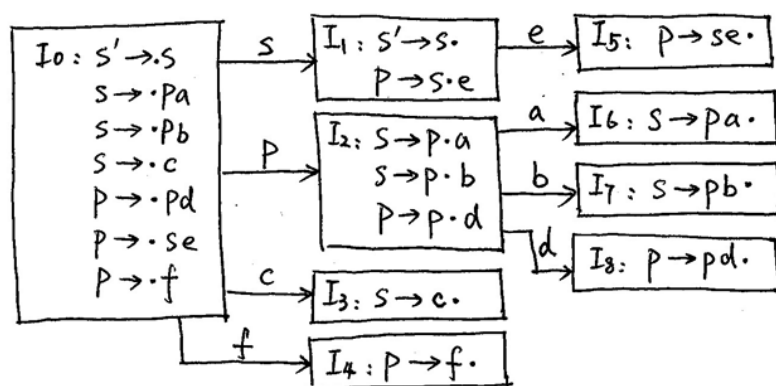 I0: s'→·s
s→·pa
s→·pb
s→·c
p→·pd
p→·se
p→·f
s
I1: s'→s·
p→s·e
e
I5: p→se·
p
I2: s→p·a
s→p·b
p→p·d
a
I6: s→pa·
b
I7: s→pb·
d
I8: p→pd·
c
I3: s→c·
f
I4: p→f·